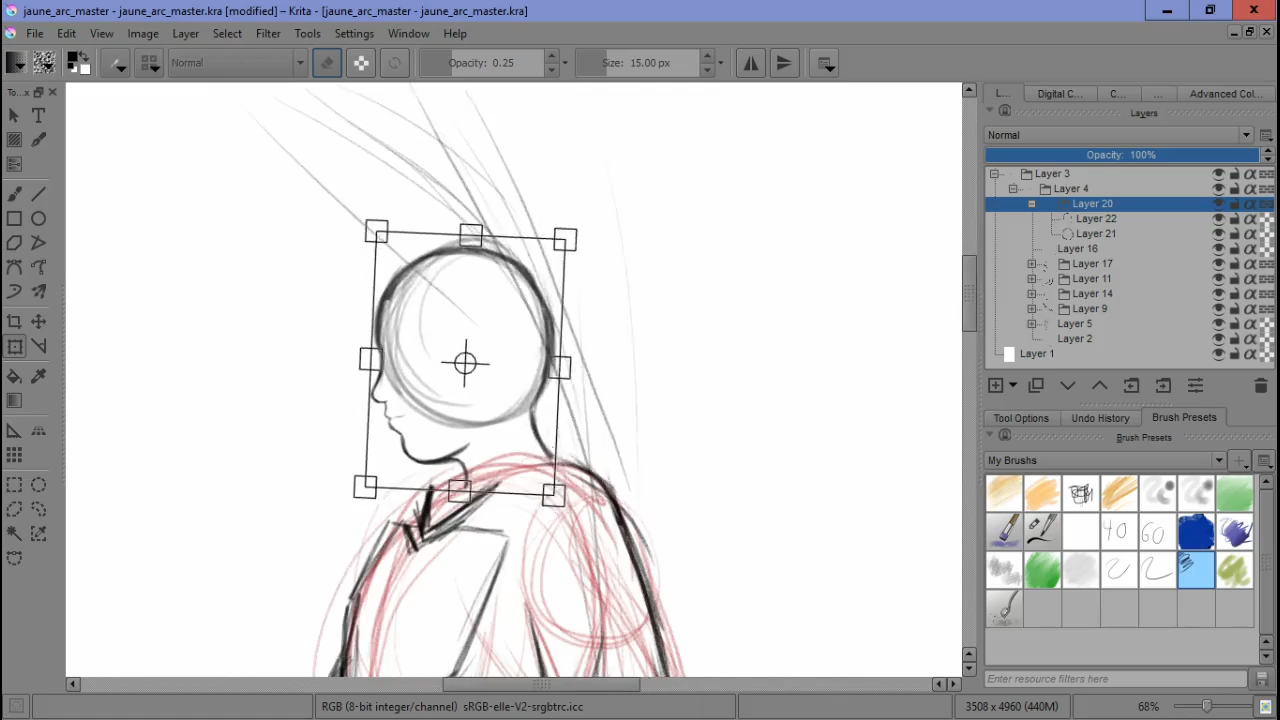 jaune_arc_master - jaune_arc_master.kra [modified] – Krita - [jaune_arc_master - jaune_arc_master.kra]
File Edit View Image Layer Select Filter Tools Settings Window Help
Normal Opacity: 0.25 Size: 15.00 px
To...x
L... Digital C... C... ... Advanced Col...
Layers
Normal
Opacity: 100%
Layer 3
Layer 4
Layer 20
Layer 22
Layer 21
Layer 16
Layer 17
Layer 11
Layer 14
Layer 9
Layer 5
Layer 2
Layer 1
Tool Options Undo History Brush Presets
Brush Presets
My Brushs
40 60
Enter resource filters here
RGB (8-bit integer/channel) sRGB-elle-V2-srgbtrc.icc 3508 x 4960 (440M) 68%